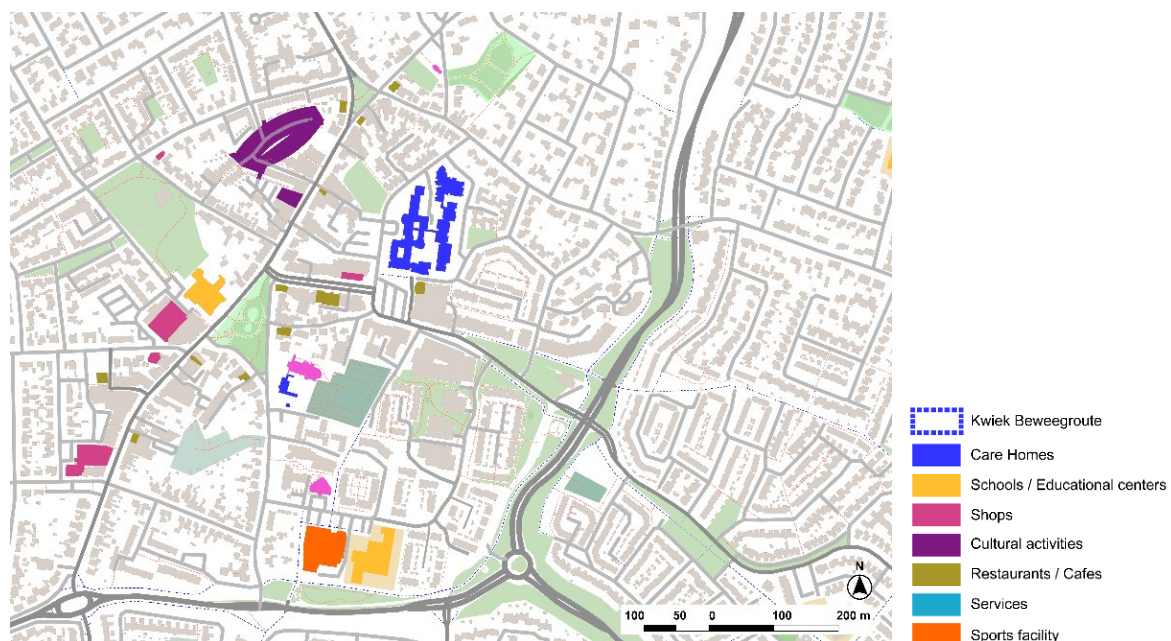 Kwiek Beweegroute
Care Homes
Schools / Educational centers
Shops
Cultural activities
Restaurants / Cafes
Services
Sports facility
N
100 50 0 100 200 m